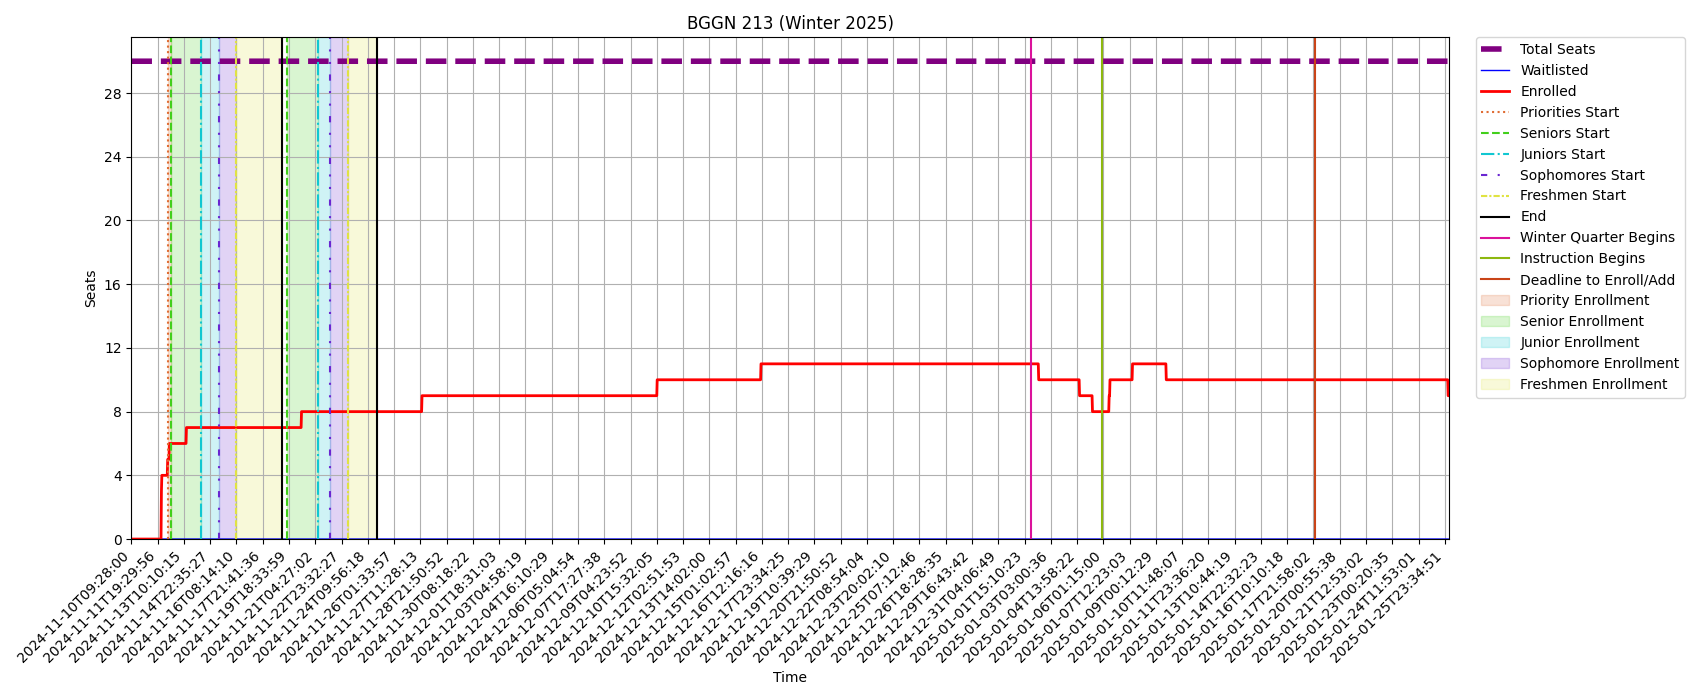 BGGN 213 (Winter 2025)
Seats
28
24
20
16
12
8
4
0
2024-11-10T09:28:00
2024-11-11T19:29:56
2024-11-13T10:10:15
2024-11-14T22:35:27
2024-11-16T08:14:10
2024-11-17T21:41:36
2024-11-19T18:33:59
2024-11-21T04:27:02
2024-11-22T22:32:27
2024-11-24T09:56:18
2024-11-26T01:33:57
2024-11-27T11:28:13
2024-11-28T21:50:52
2024-11-30T08:18:22
2024-12-01T18:31:03
2024-12-03T04:58:19
2024-12-04T16:10:29
2024-12-06T05:04:54
2024-12-07T17:27:38
2024-12-09T04:23:52
2024-12-10T15:32:05
2024-12-12T02:51:53
2024-12-13T14:02:00
2024-12-15T01:02:57
2024-12-16T12:16:16
2024-12-17T23:34:25
2024-12-19T10:39:29
2024-12-20T21:50:52
2024-12-22T08:54:04
2024-12-23T20:02:10
2024-12-25T07:12:46
2024-12-26T18:28:35
2024-12-29T16:43:42
2024-12-31T04:06:49
2025-01-01T15:10:23
2025-01-03T03:00:36
2025-01-04T13:58:22
2025-01-06T01:15:00
2025-01-07T12:23:03
2025-01-09T00:12:29
2025-01-10T11:48:07
2025-01-11T23:36:20
2025-01-13T10:44:19
2025-01-14T22:32:23
2025-01-16T10:10:18
2025-01-17T21:58:02
2025-01-20T00:55:38
2025-01-21T12:53:02
2025-01-23T00:20:35
2025-01-24T11:53:01
2025-01-25T23:34:51
Time
Total Seats
Waitlisted
Enrolled
Priorities Start
Seniors Start
Juniors Start
Sophomores Start
Freshmen Start
End
Winter Quarter Begins
Instruction Begins
Deadline to Enroll/Add
Priority Enrollment
Senior Enrollment
Junior Enrollment
Sophomore Enrollment
Freshmen Enrollment